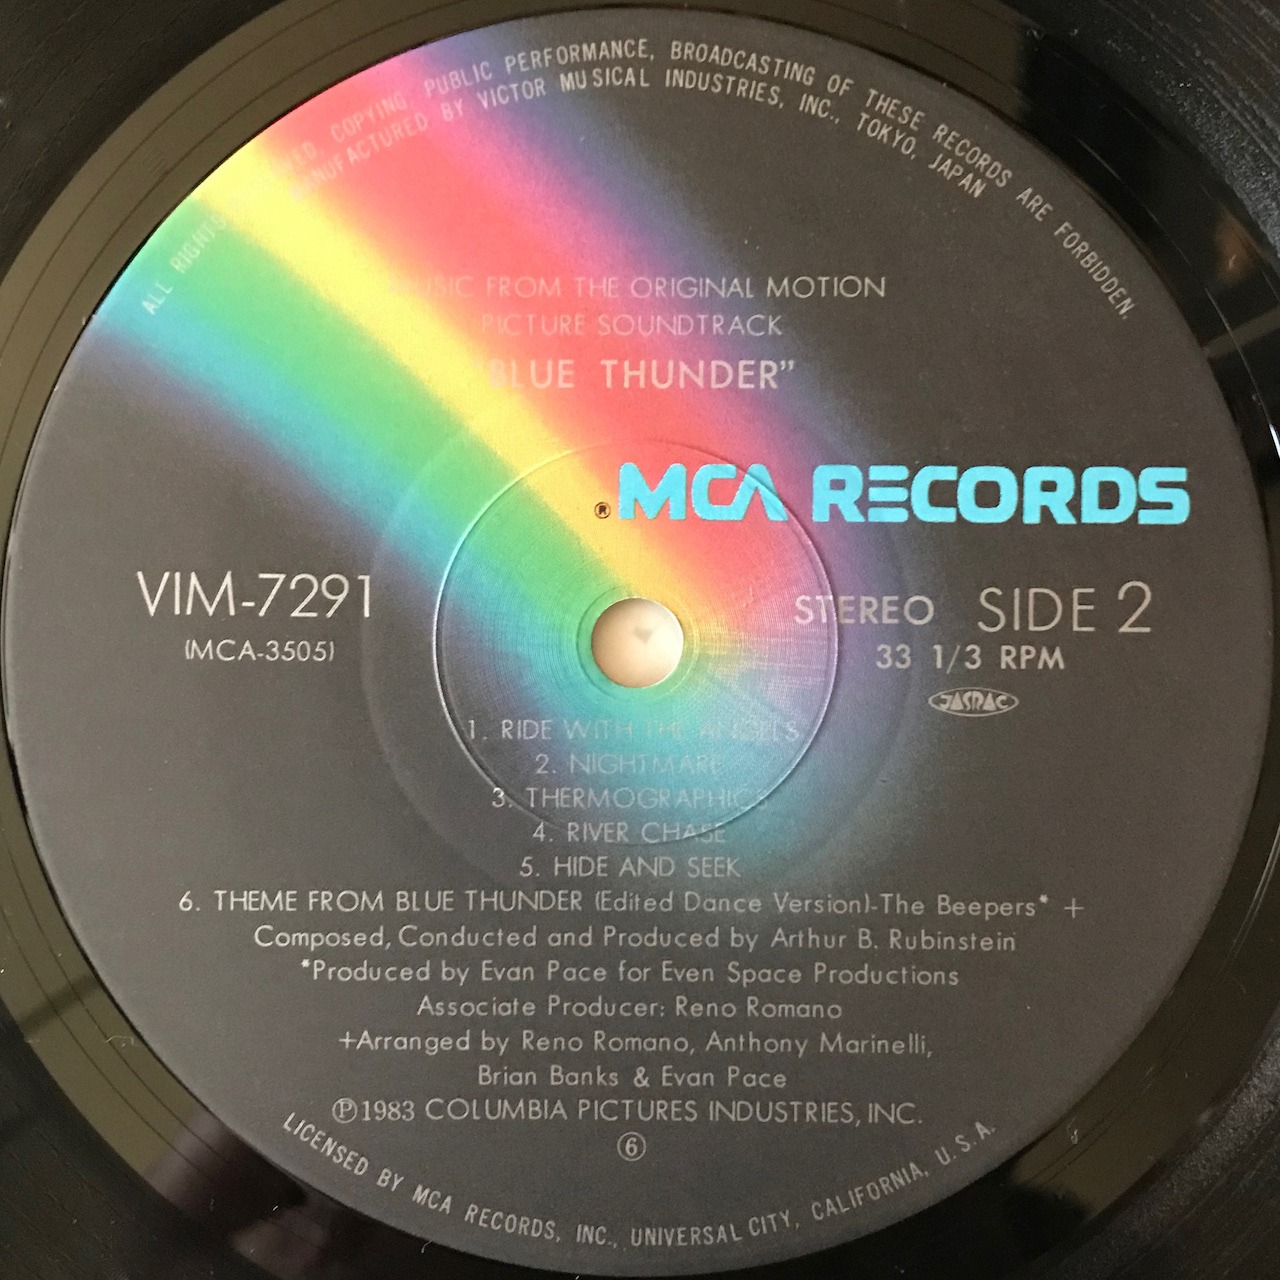 ALL RIGHTS RESERVED. COPYING, PUBLIC PERFORMANCE, BROADCASTING OF THESE RECORDS ARE FORBIDDEN.
MANUFACTURED BY VICTOR MUSICAL INDUSTRIES, INC., TOKYO, JAPAN
MUSIC FROM THE ORIGINAL MOTION
PICTURE SOUNDTRACK
"BLUE THUNDER”
® MCA RECORDS
VIM-7291
(MCA-3505)
STEREO SIDE 2
33 1/3 RPM
JASRAC
1. RIDE WITH THE ANGELS
2. NIGHTMARE
3. THERMOGRAPHICS
4. RIVER CHASE
5. HIDE AND SEEK
6. THEME FROM BLUE THUNDER (Edited Dance Version)-The Beepers* +
Composed, Conducted and Produced by Arthur B. Rubinstein
*Produced by Evan Pace for Even Space Productions
Associate Producer: Reno Romano
+Arranged by Reno Romano, Anthony Marinelli,
Brian Banks & Evan Pace
℗1983 COLUMBIA PICTURES INDUSTRIES, INC.
⑥
LICENSED BY MCA RECORDS, INC., UNIVERSAL CITY, CALIFORNIA, U.S.A.